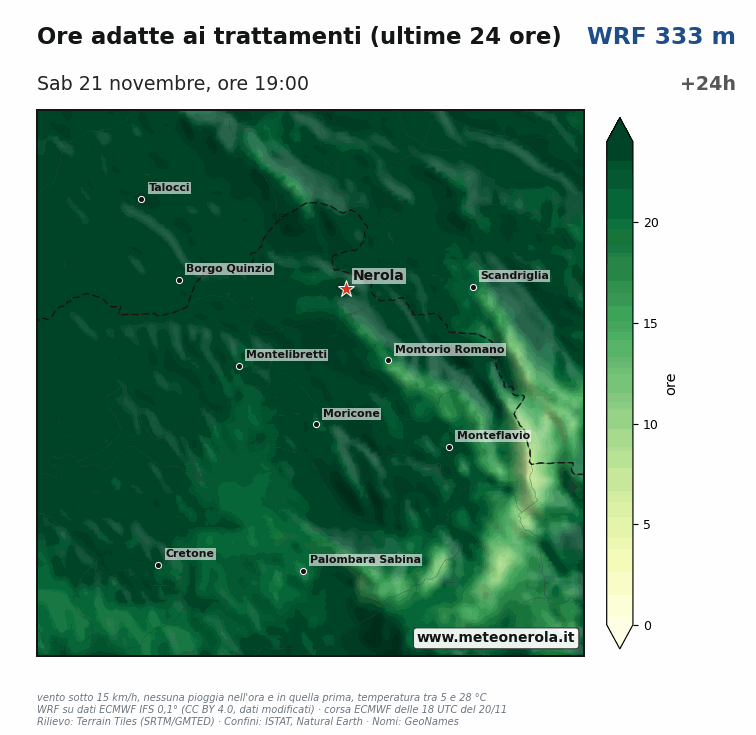 Ore adatte ai trattamenti (ultime 24 ore) WRF 333 m
Sab 21 novembre, ore 19:00 +24h
Talocci
Borgo Quinzio
Nerola
Scandriglia
Montelibretti
Montorio Romano
Moricone
Monteflavio
Cretone
Palombara Sabina
www.meteonerola.it
20
15
10
5
0
ore
vento sotto 15 km/h, nessuna pioggia nell'ora e in quella prima, temperatura tra 5 e 28 °C
WRF su dati ECMWF IFS 0,1° (CC BY 4.0, dati modificati) · corsa ECMWF delle 18 UTC del 20/11
Rilievo: Terrain Tiles (SRTM/GMTED) · Confini: ISTAT, Natural Earth · Nomi: GeoNames